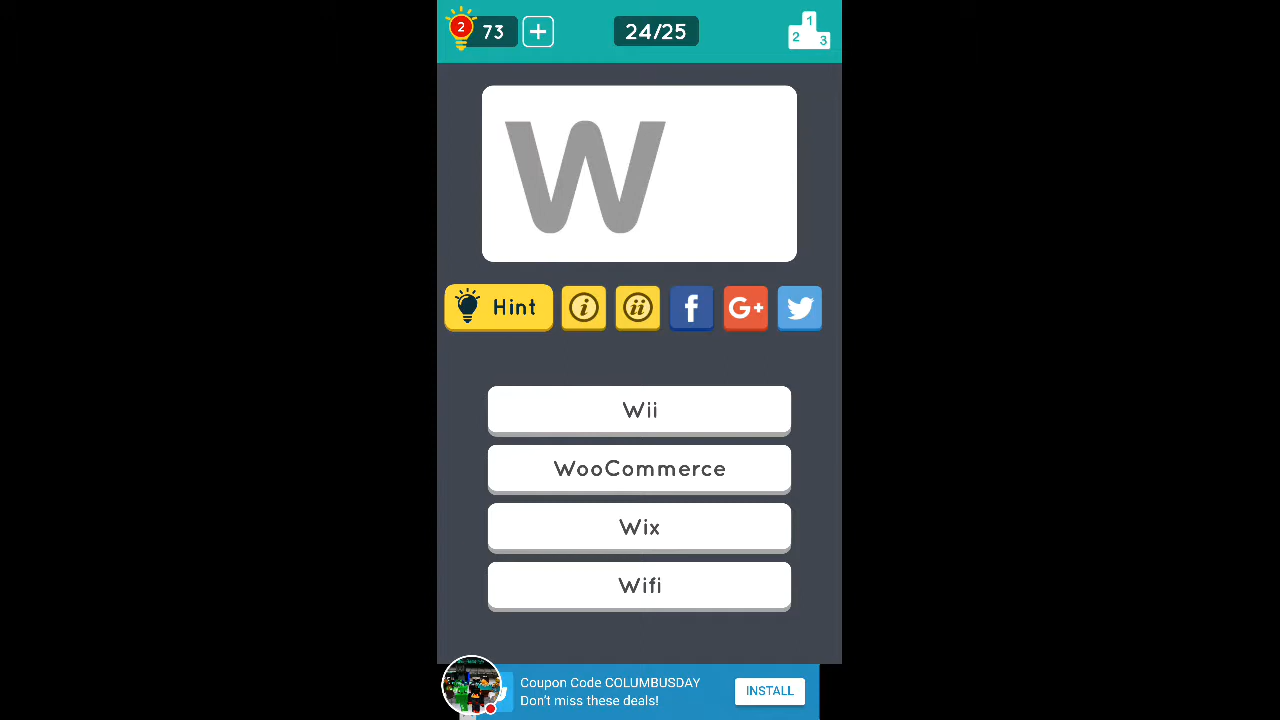 2 73 + 24/25 1 2 3
W
Hint i ii f G+
Wii
WooCommerce
Wix
Wifi
Coupon Code COLUMBUSDAY
Don't miss these deals!
INSTALL